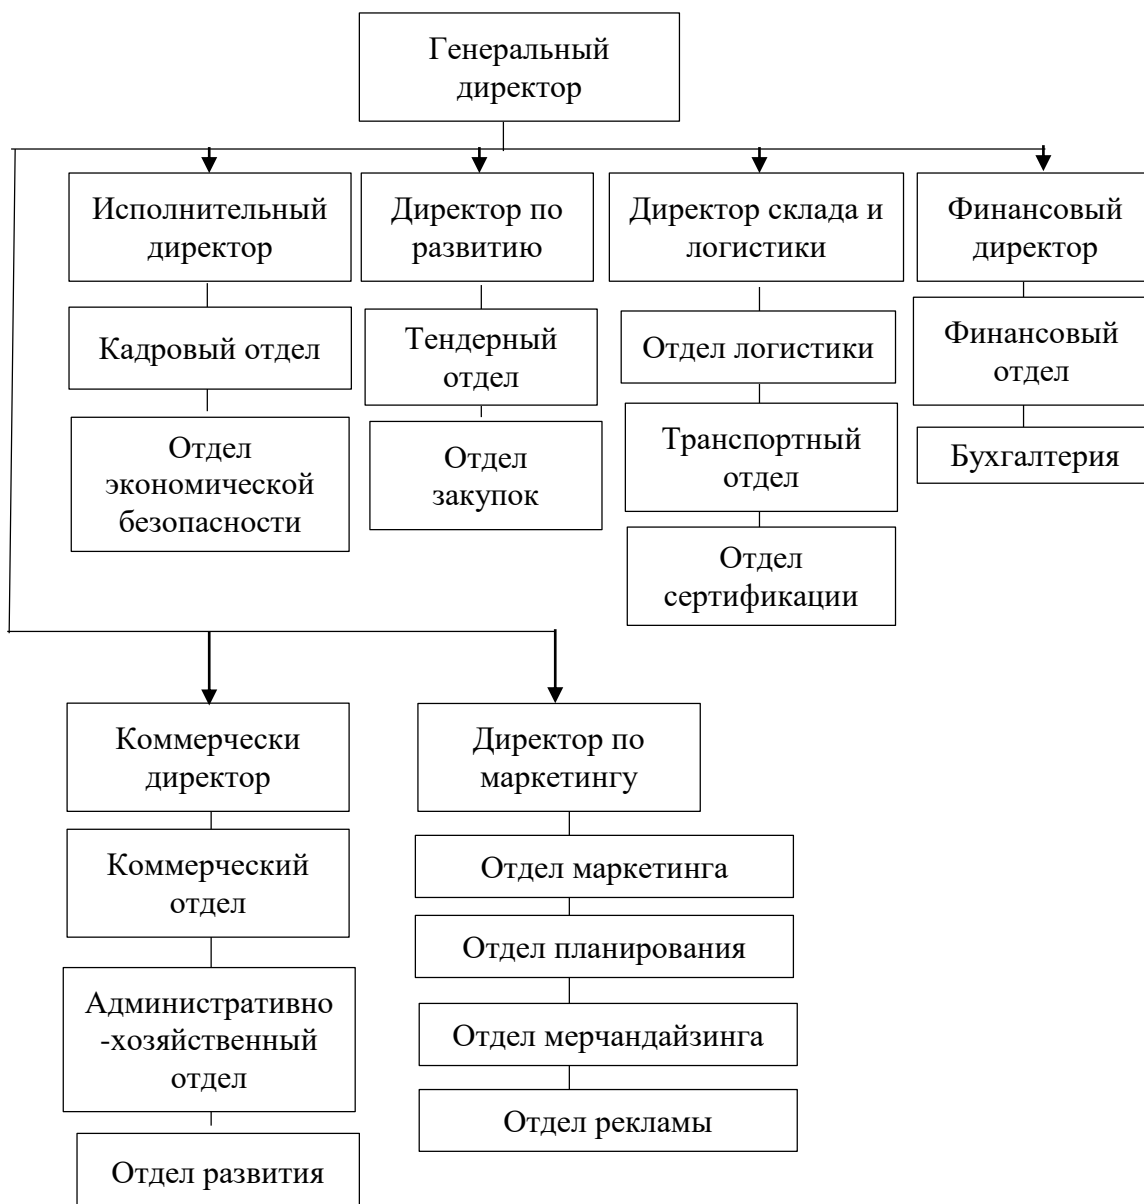 Генеральный
директор
Исполнительный
директор
Директор по
развитию
Директор склада и
логистики
Финансовый
директор
Кадровый отдел
Тендерный
отдел
Отдел логистики
Финансовый
отдел
Отдел
экономической
безопасности
Отдел
закупок
Транспортный
отдел
Бухгалтерия
Отдел
сертификации
Коммерчески
директор
Директор по
маркетингу
Коммерческий
отдел
Отдел маркетинга
Отдел планирования
Административно
-хозяйственный
отдел
Отдел мерчандайзинга
Отдел рекламы
Отдел развития